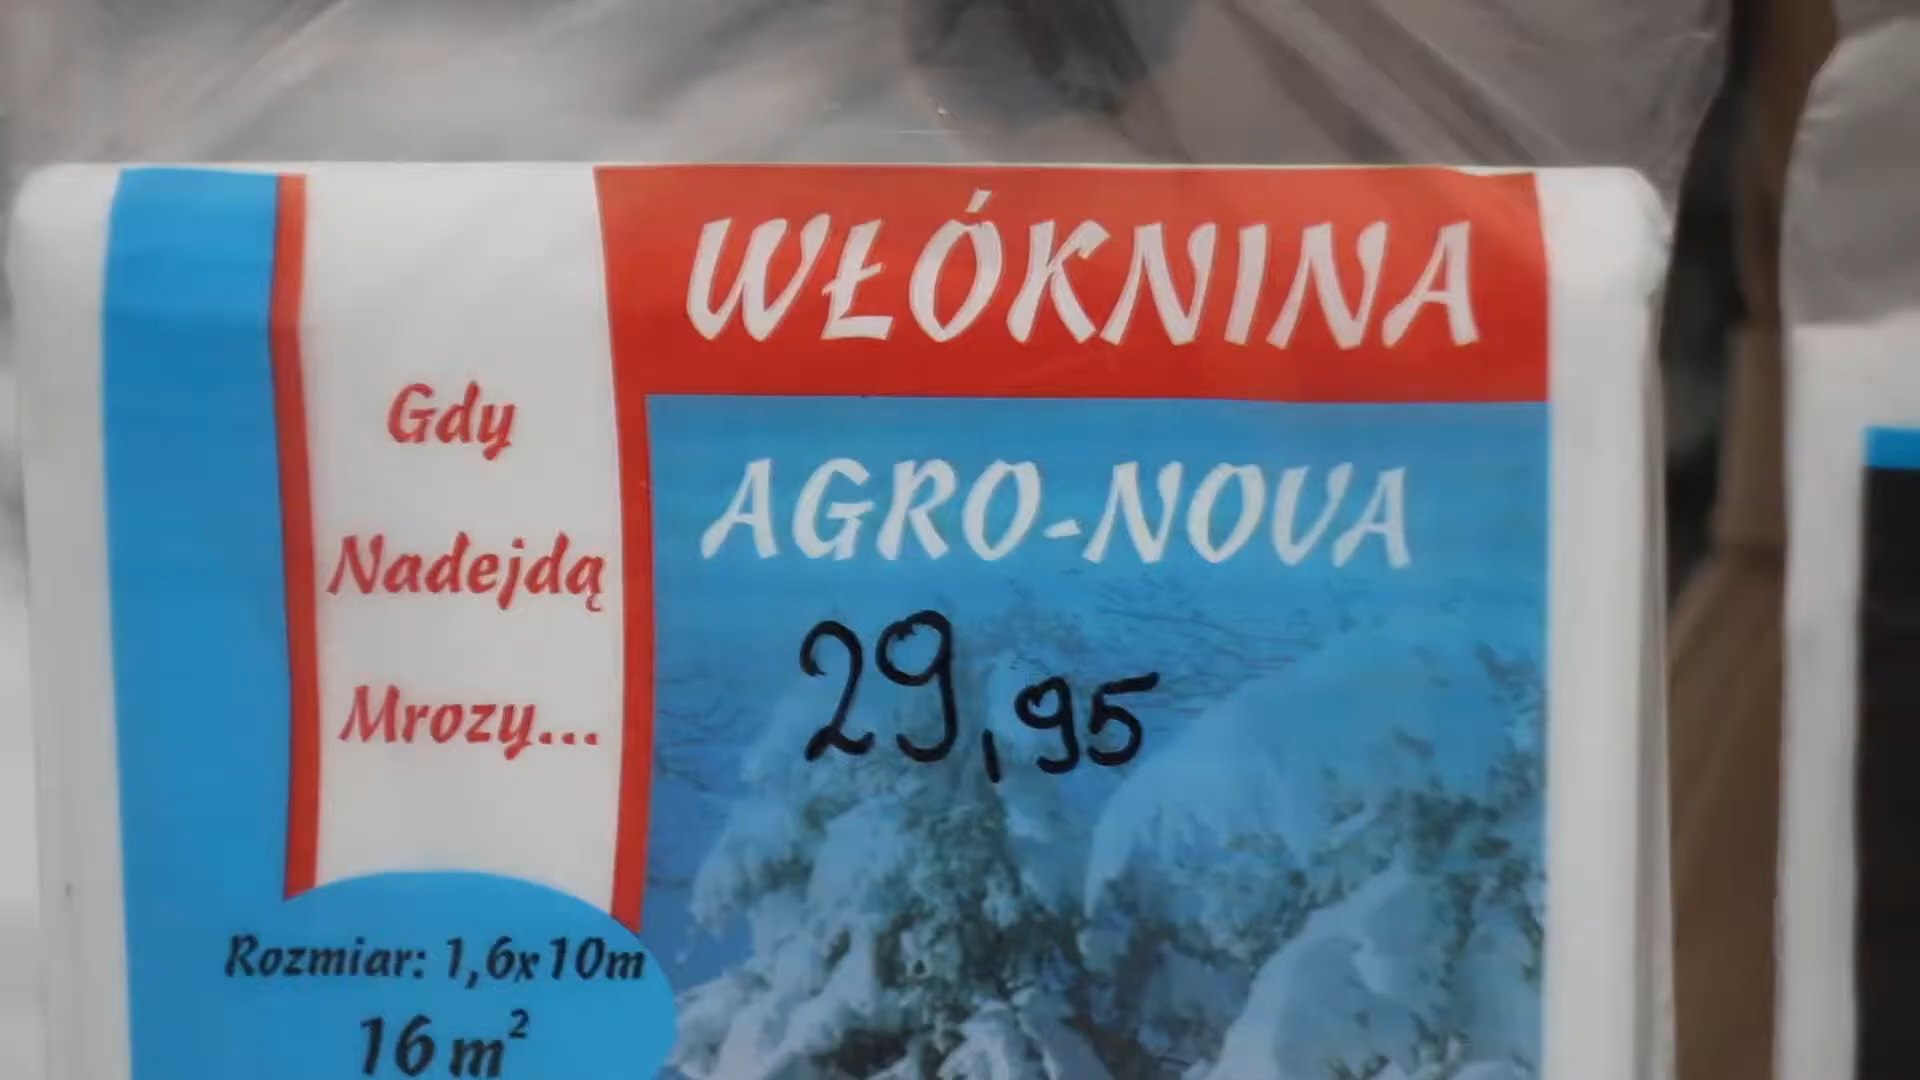 WŁÓKNINA
AGRO-NOVA
29,95
Gdy
Nadejdą
Mrozy...
Rozmiar: 1,6x10m
16 m²